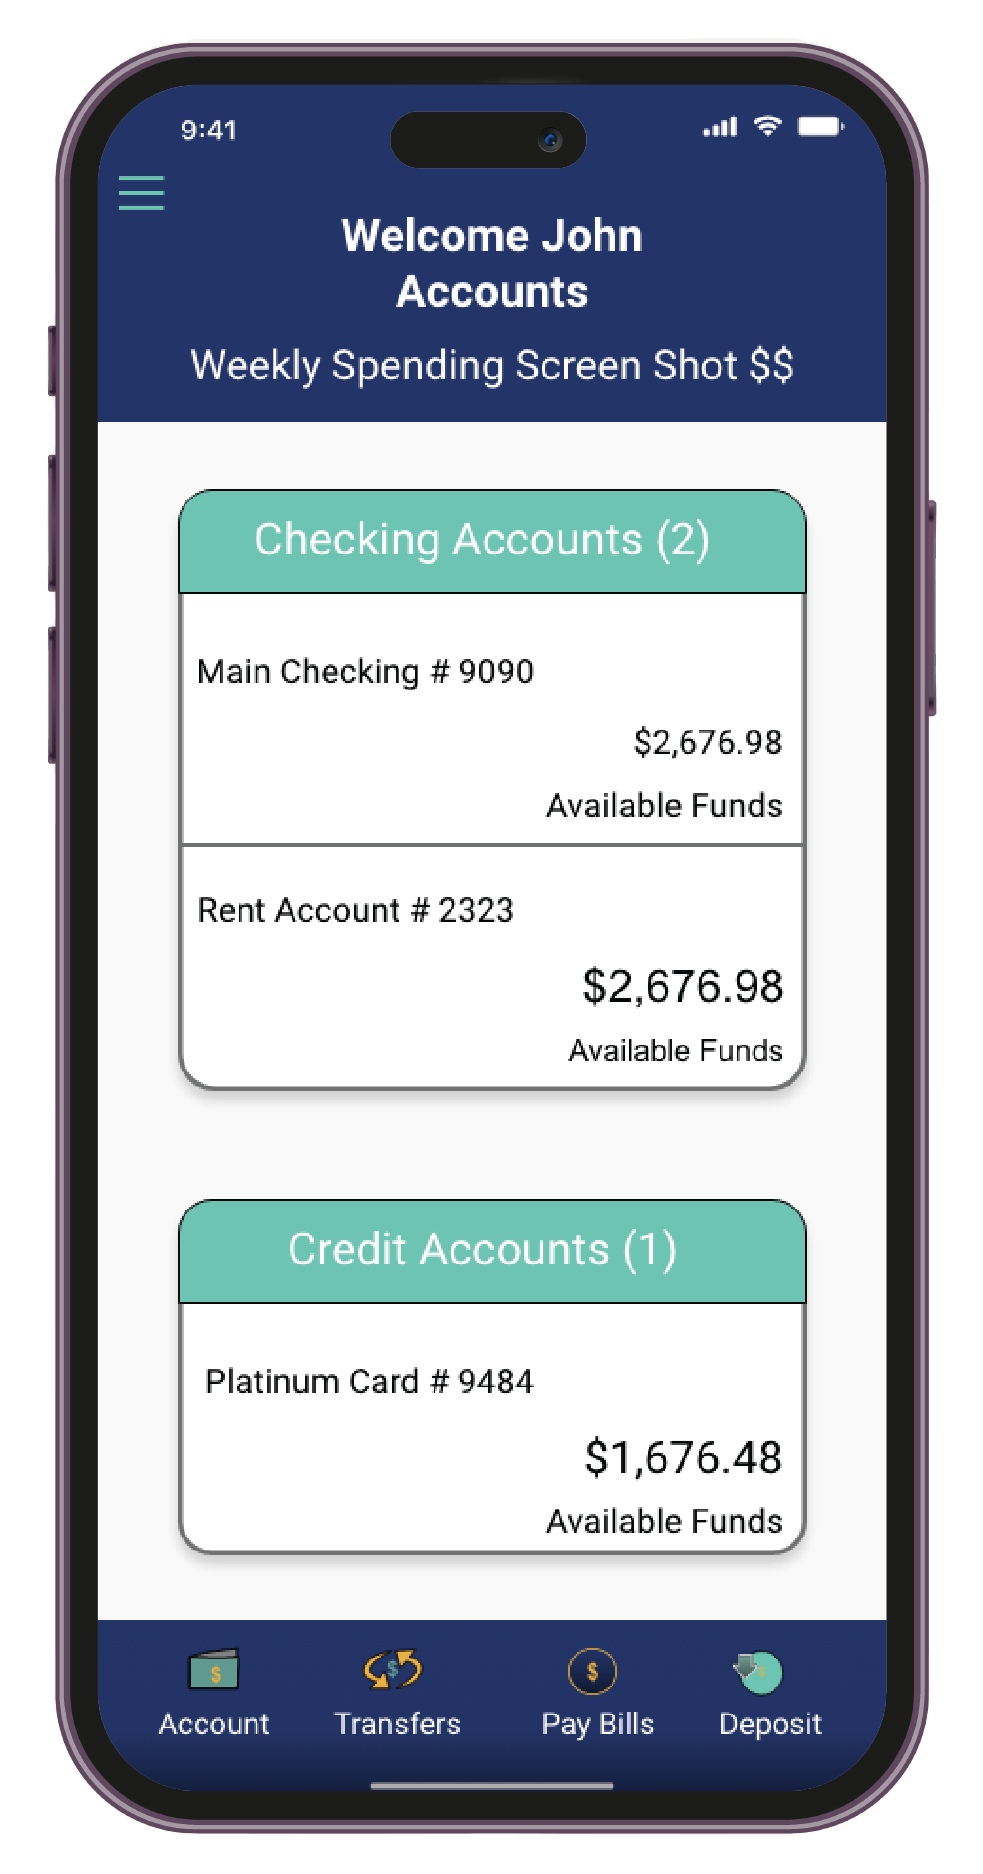 9:41
Welcome John
Accounts
Weekly Spending Screen Shot $$
Checking Accounts (2)
Main Checking # 9090
$2,676.98
Available Funds
Rent Account # 2323
$2,676.98
Available Funds
Credit Accounts (1)
Platinum Card # 9484
$1,676.48
Available Funds
$ $ $ $
Account Transfers Pay Bills Deposit